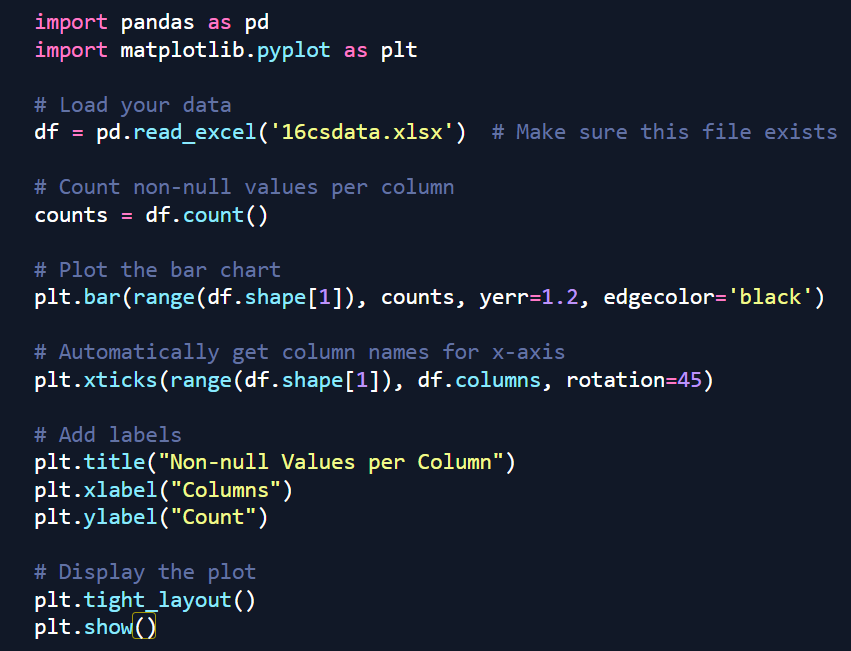 import pandas as pd
import matplotlib.pyplot as plt
# Load your data
df = pd.read_excel('16csdata.xlsx')  # Make sure this file exists
# Count non-null values per column
counts = df.count()
# Plot the bar chart
plt.bar(range(df.shape[1]), counts, yerr=1.2, edgecolor='black')
# Automatically get column names for x-axis
plt.xticks(range(df.shape[1]), df.columns, rotation=45)
# Add labels
plt.title("Non-null Values per Column")
plt.xlabel("Columns")
plt.ylabel("Count")
# Display the plot
plt.tight_layout()
plt.show()